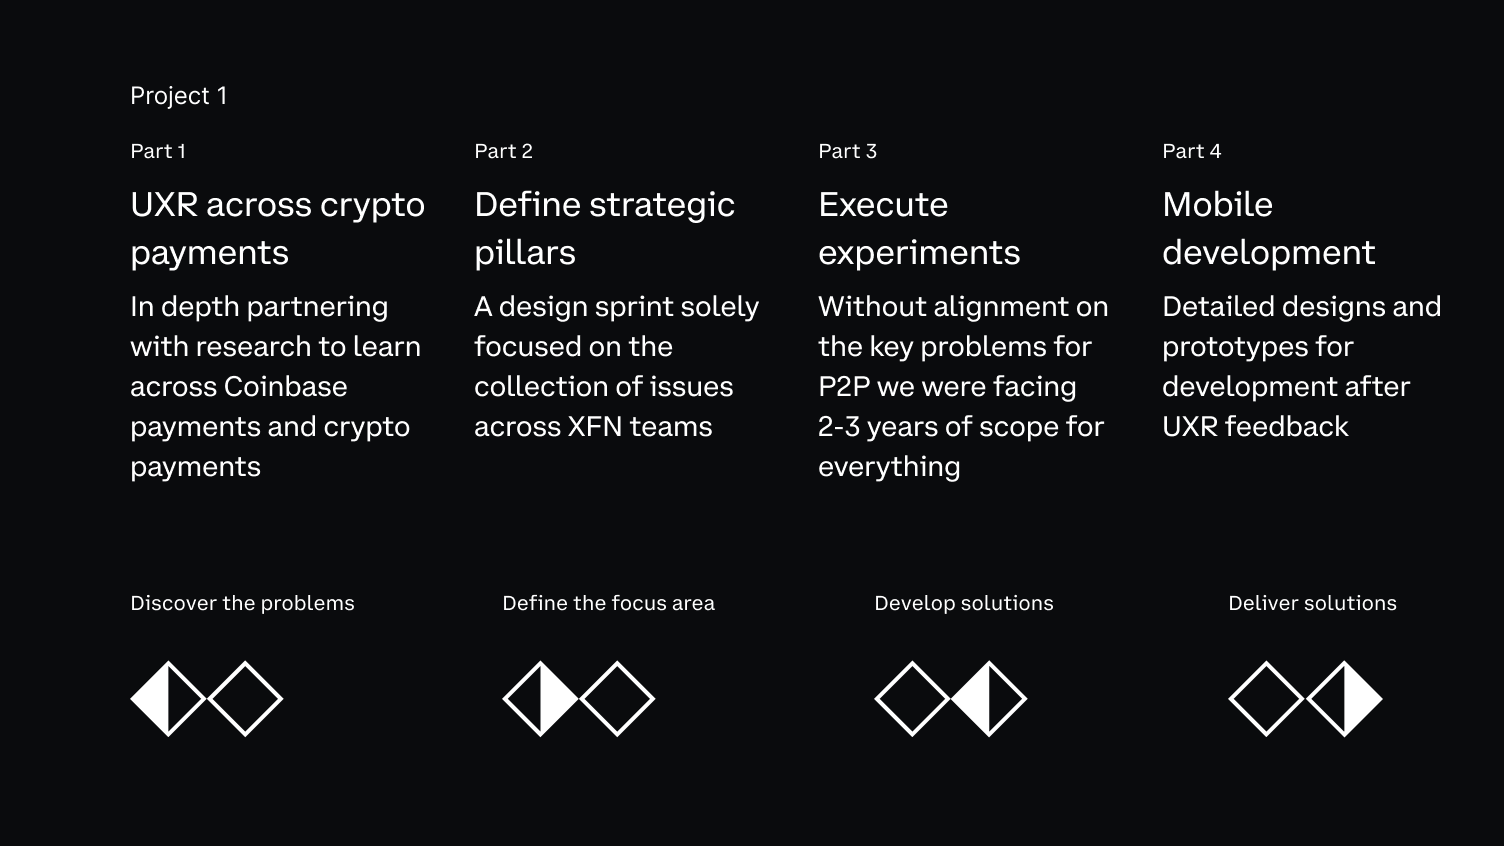 Project 1
Part 1
UXR across crypto
payments
In depth partnering
with research to learn
across Coinbase
payments and crypto
payments
Part 2
Define strategic
pillars
A design sprint solely
focused on the
collection of issues
across XFN teams
Part 3
Execute
experiments
Without alignment on
the key problems for
P2P we were facing
2-3 years of scope for
everything
Part 4
Mobile
development
Detailed designs and
prototypes for
development after
UXR feedback
Discover the problems
Define the focus area
Develop solutions
Deliver solutions